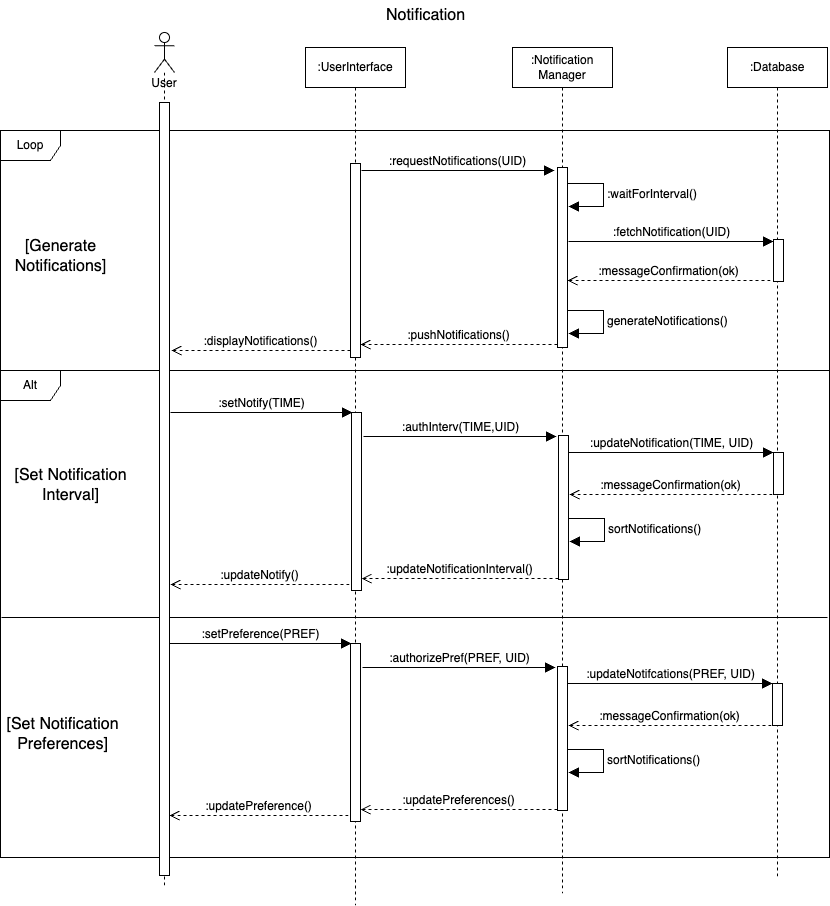 Notification
User
:UserInterface
:Notification
Manager
:Database
Loop
:requestNotifications(UID)
:waitForInterval()
[Generate
Notifications]
:fetchNotification(UID)
:messageConfirmation(ok)
generateNotifications()
:pushNotifications()
:displayNotifications()
Alt
:setNotify(TIME)
:authInterv(TIME,UID)
:updateNotification(TIME, UID)
[Set Notification
Interval]
:messageConfirmation(ok)
sortNotifications()
:updateNotificationInterval()
:updateNotify()
:setPreference(PREF)
:authorizePref(PREF, UID)
:updateNotifcations(PREF, UID)
[Set Notification
Preferences]
:messageConfirmation(ok)
sortNotifications()
:updatePreferences()
:updatePreference()